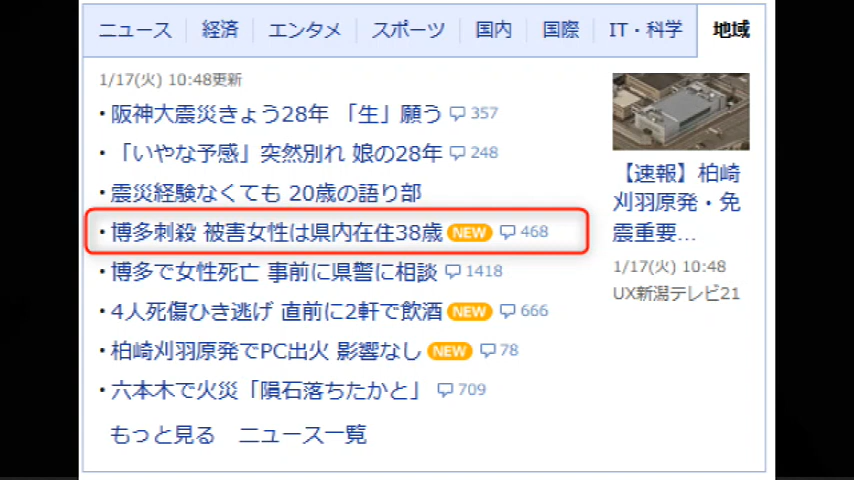 ニュース 経済 エンタメ スポーツ 国内 国際 IT・科学 地域
1/17(火) 10:48更新
・阪神大震災きょう28年 「生」願う 357
・「いやな予感」突然別れ 娘の28年 248
・震災経験なくても 20歳の語り部
・博多刺殺 被害女性は県内在住38歳 NEW 468
・博多で女性死亡 事前に県警に相談 1418
・4人死傷ひき逃げ 直前に2軒で飲酒 NEW 666
・柏崎刈羽原発でPC出火 影響なし NEW 78
・六本木で火災「隕石落ちたかと」 709
もっと見る ニュース一覧
【速報】柏崎
刈羽原発・免
震重要…
1/17(火) 10:48
UX新潟テレビ21